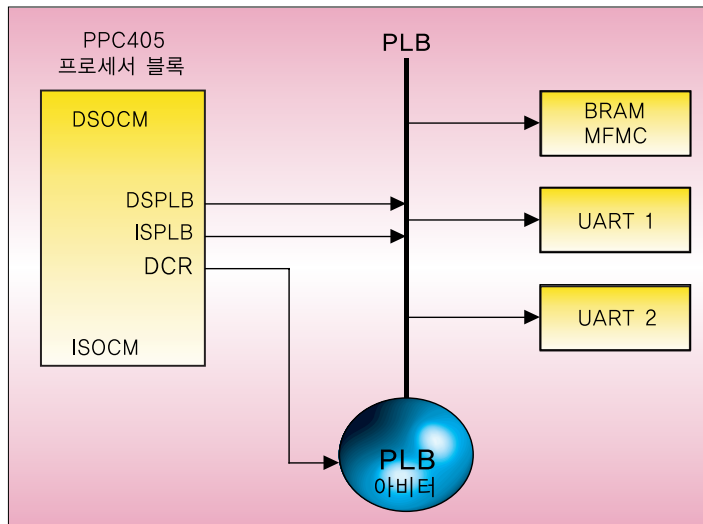 PPC405
프로세서 블록
DSOCM
DSPLB
ISPLB
DCR
ISOCM
PLB
BRAM
MFMC
UART 1
UART 2
PLB
아비터